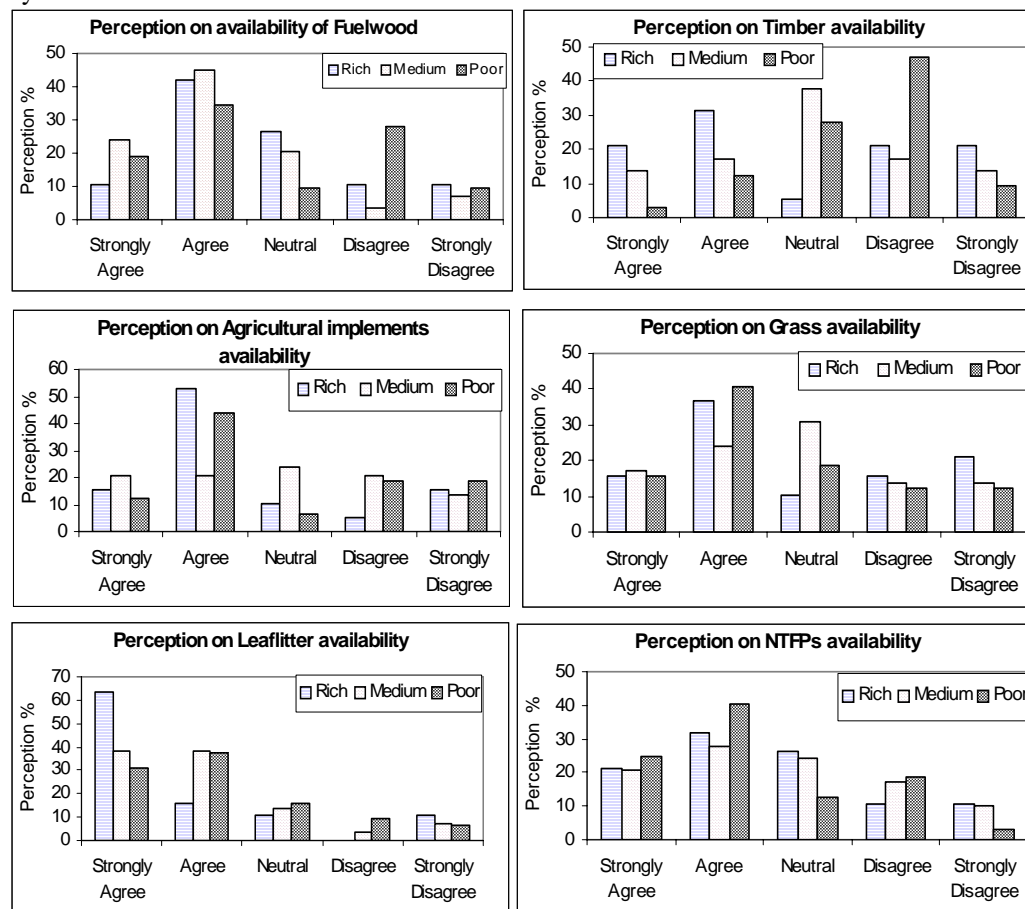 Perception on availability of Fuelwood
50
40
30
20
10
0
Perception %
Rich Medium Poor
Strongly Agree Neutral Disagree Strongly
Agree Disagree
Perception on Timber availability
50
40
30
20
10
0
Perception %
Rich Medium Poor
Strongly Agree Neutral Disagree Strongly
Agree Disagree
Perception on Agricultural implements
availability
60
50
40
30
20
10
0
Perception %
Rich Medium Poor
Strongly Agree Neutral Disagree Strongly
Agree Disagree
Perception on Grass availability
50
40
30
20
10
0
Perception %
Rich Medium Poor
Strongly Agree Neutral Disagree Strongly
Agree Disagree
Perception on Leaflitter availability
70
60
50
40
30
20
10
0
Perception %
Rich Medium Poor
Strongly Agree Neutral Disagree Strongly
Agree Disagree
Perception on NTFPs availability
50
40
30
20
10
0
Perception %
Rich Medium Poor
Strongly Agree Neutral Disagree Strongly
Agree Disagree